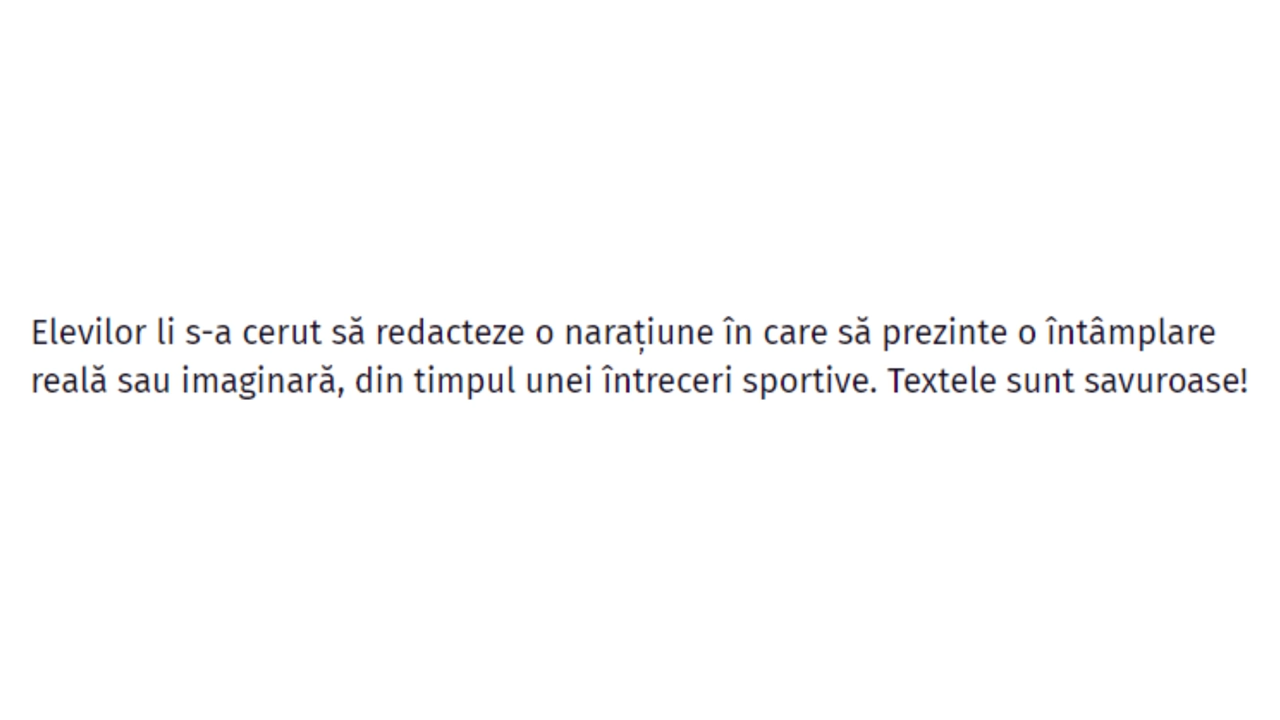 Elevilor li s-a cerut să redacteze o narațiune în care să prezinte o întâmplare
reală sau imaginară, din timpul unei întreceri sportive. Textele sunt savuroase!